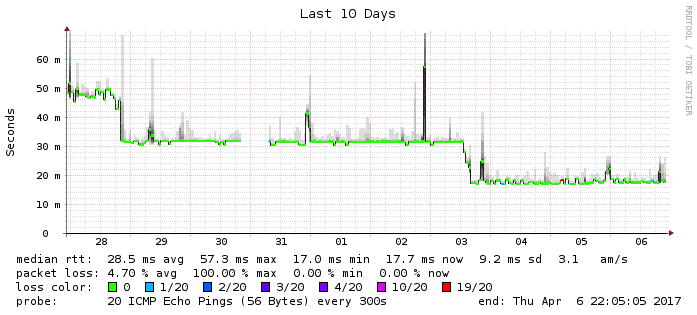 Last 10 Days
RRDTOOL / TOBI OETIKER
Seconds
60 m
50 m
40 m
30 m
20 m
10 m
0
28 29 30 31 01 02 03 04 05 06
median rtt: 28.5 ms avg 57.3 ms max 17.0 ms min 17.7 ms now 9.2 ms sd 3.1 am/s
packet loss: 4.70 % avg 100.00 % max 0.00 % min 0.00 % now
loss color: 0 1/20 2/20 3/20 4/20 10/20 19/20
probe: 20 ICMP Echo Pings (56 Bytes) every 300s end: Thu Apr 6 22:05:05 2017